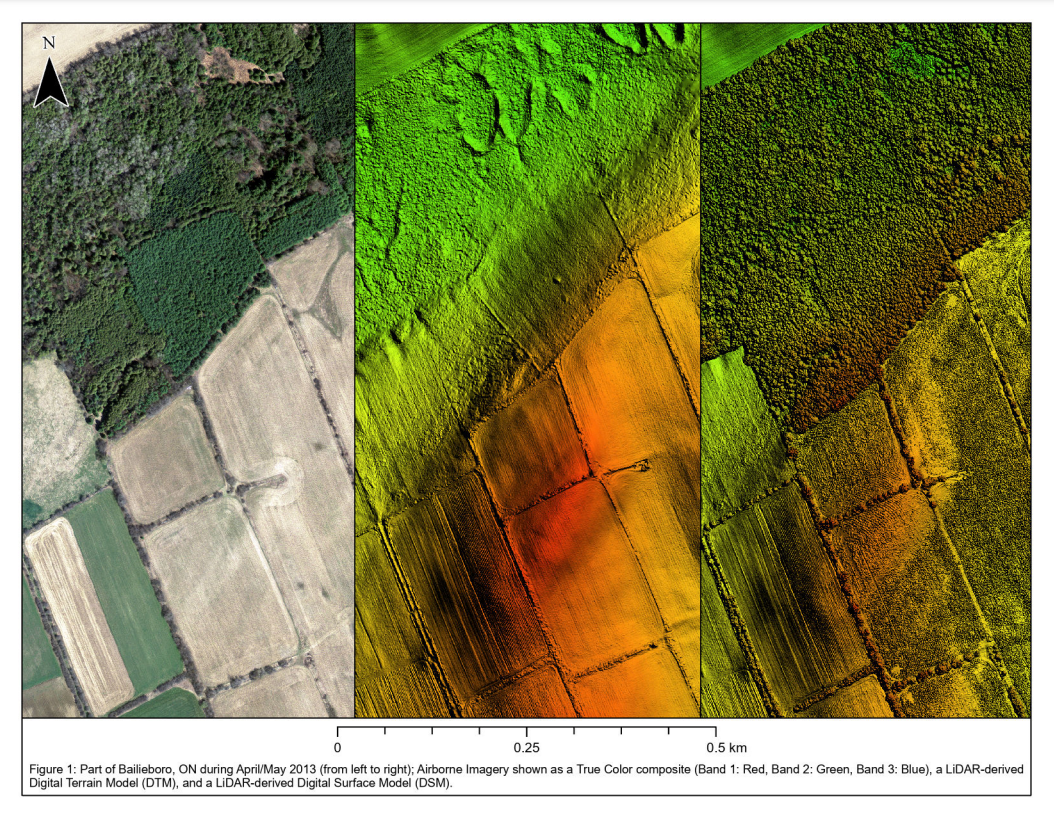 N
0 0.25 0.5 km
Figure 1: Part of Bailieboro, ON during April/May 2013 (from left to right); Airborne Imagery shown as a True Color composite (Band 1: Red, Band 2: Green, Band 3: Blue), a LiDAR-derived
Digital Terrain Model (DTM), and a LiDAR-derived Digital Surface Model (DSM).